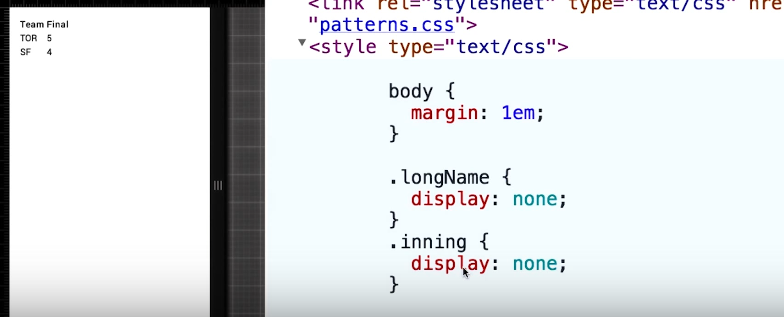 Team Final
TOR 5
SF 4
<link rel="stylesheet" type="text/css" hre
"patterns.css">
<style type="text/css">
body {
margin: 1em;
}
.longName {
display: none;
}
.inning {
display: none;
}